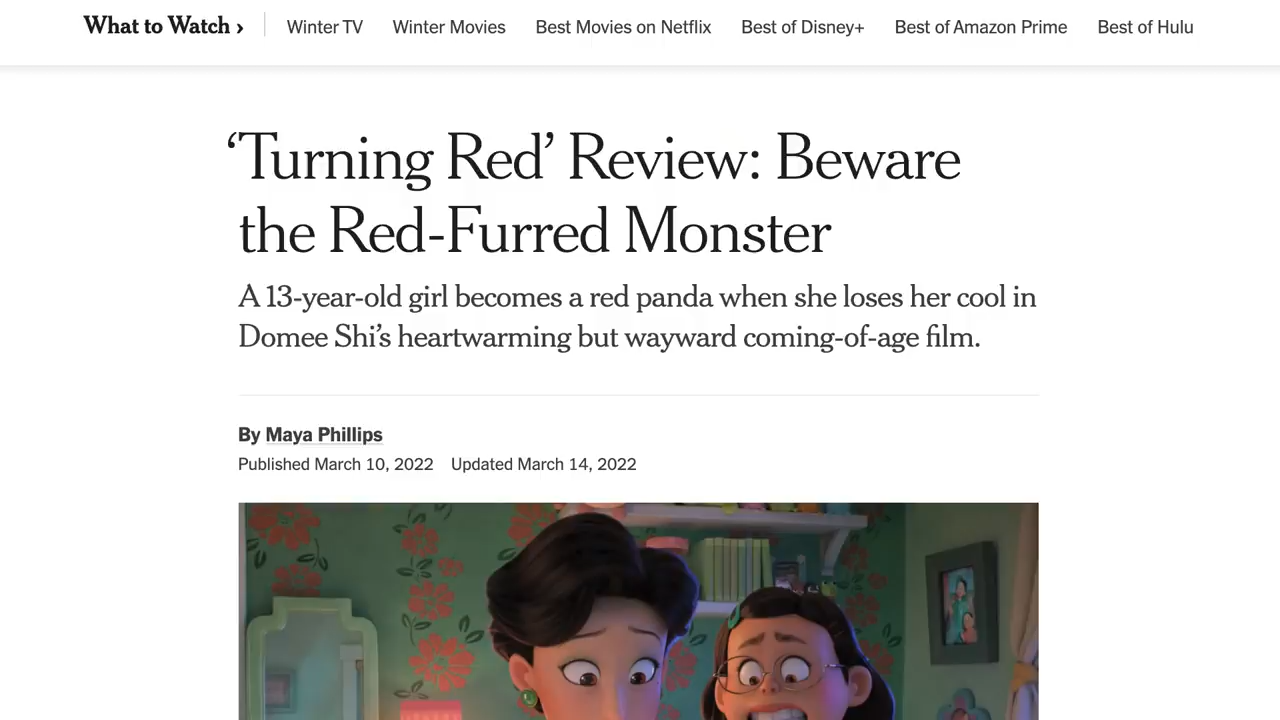 What to Watch › Winter TV Winter Movies Best Movies on Netflix Best of Disney+ Best of Amazon Prime Best of Hulu
‘Turning Red’ Review: Beware
the Red-Furred Monster
A 13-year-old girl becomes a red panda when she loses her cool in
Domee Shi’s heartwarming but wayward coming-of-age film.
By Maya Phillips
Published March 10, 2022 Updated March 14, 2022